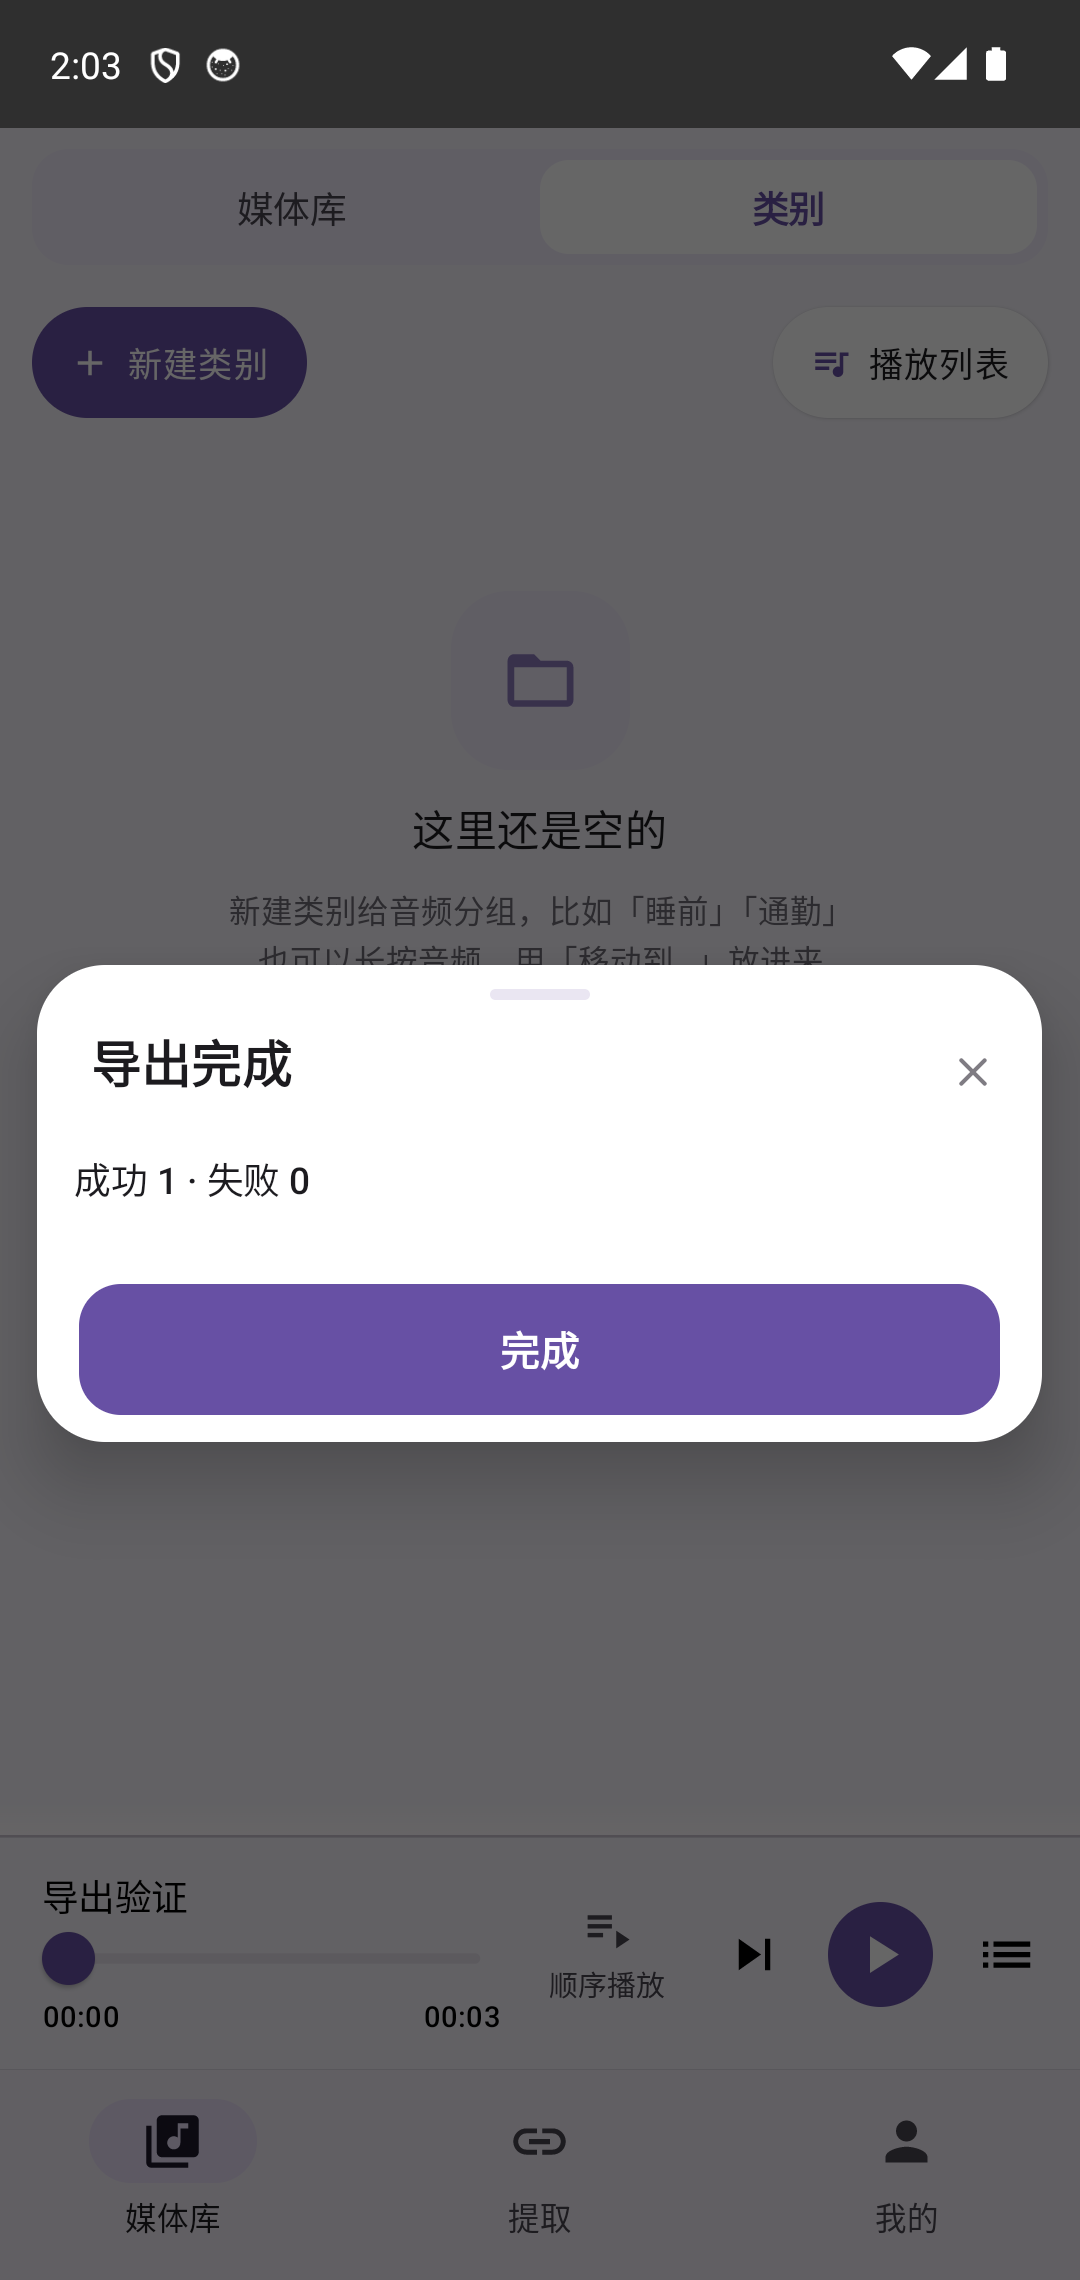 2:03
媒体库
类别
新建类别
播放列表
这里还是空的
新建类别给音频分组，比如「睡前」「通勤」
导出完成
成功 1 · 失败 0
完成
导出验证
00:00
00:03
顺序播放
媒体库
提取
我的